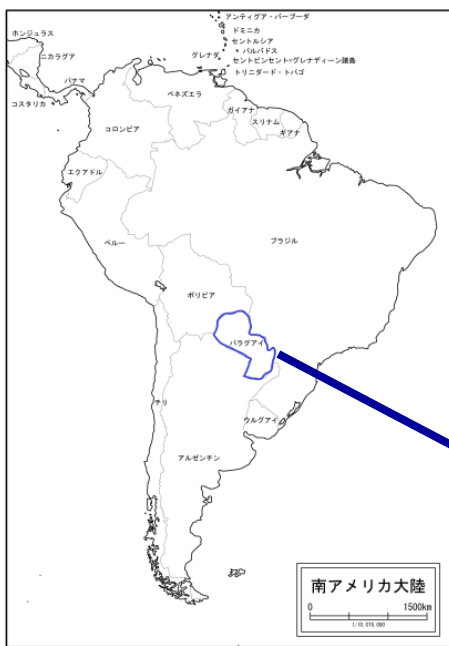 アンティグア・バーブーダ
ドミニカ
セントルシア
バルバドス
グレナダ
セントビンセント=グレナディーン諸島
トリニダード・トバゴ
ホンジュラス
ニカラグア
パナマ
コスタリカ
ベネズエラ
ガイアナ
スリナム
ギアナ
コロンビア
エクアドル
ペルー
ブラジル
ボリビア
パラグアイ
チリ
ウルグアイ
アルゼンチン
南アメリカ大陸
0 1500km